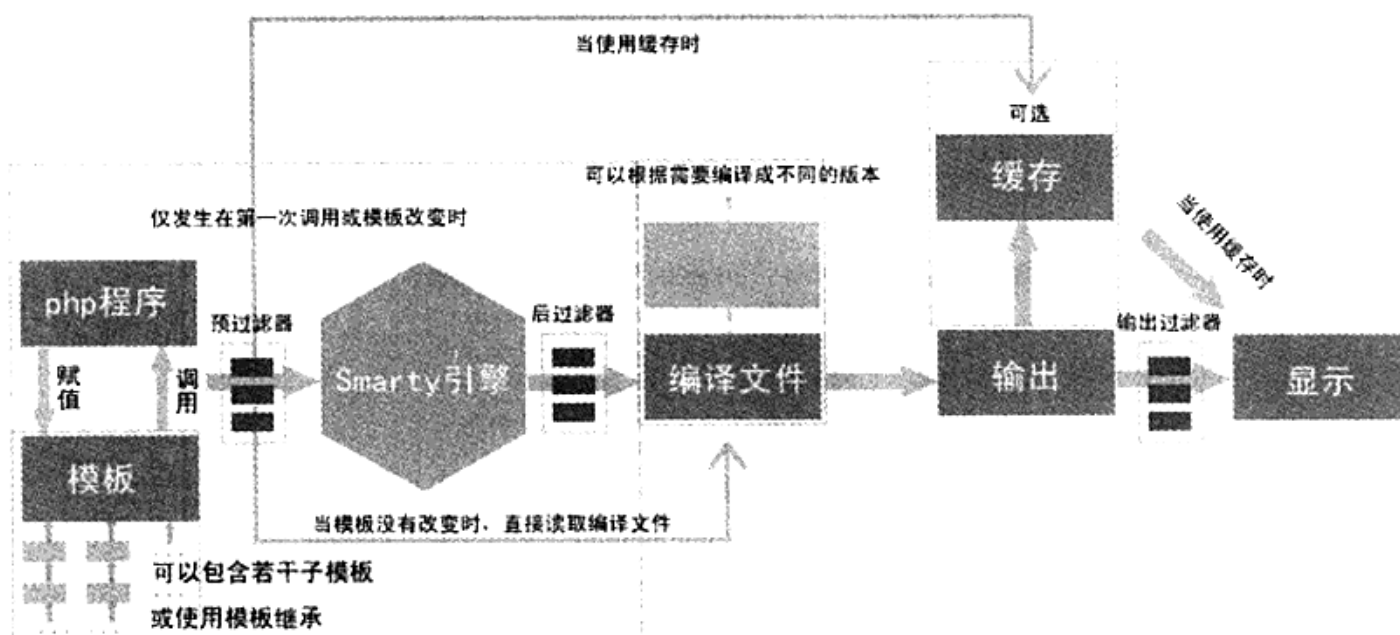 当使用缓存时
可选
缓存
可以根据需要编译成不同的版本
仅发生在第一次调用或模板改变时
当使用缓存时
php程序
预过滤器
后过滤器
输出过滤器
赋值
调用
Smarty引擎
编译文件
输出
显示
模板
当模板没有改变时、直接读取编译文件
可以包含若干子模板
或使用模板继承